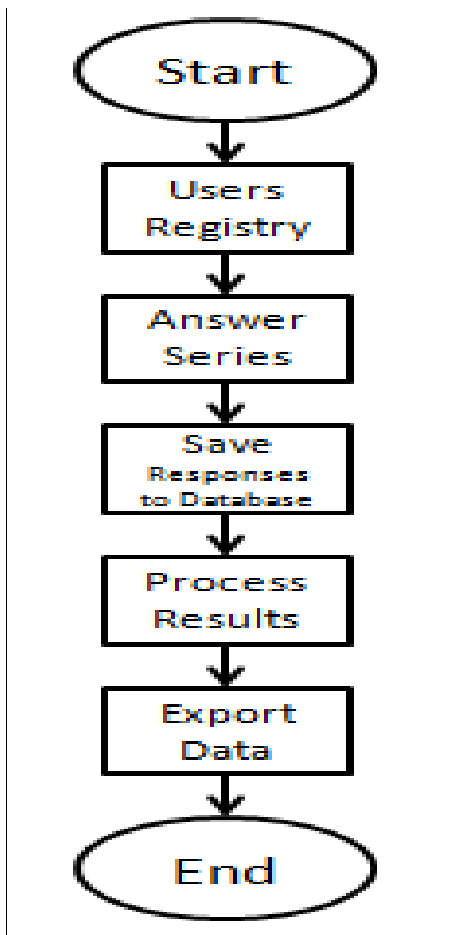 Start
Users
Registry
Answer
Series
Save
Responses
to Database
Process
Results
Export
Data
End